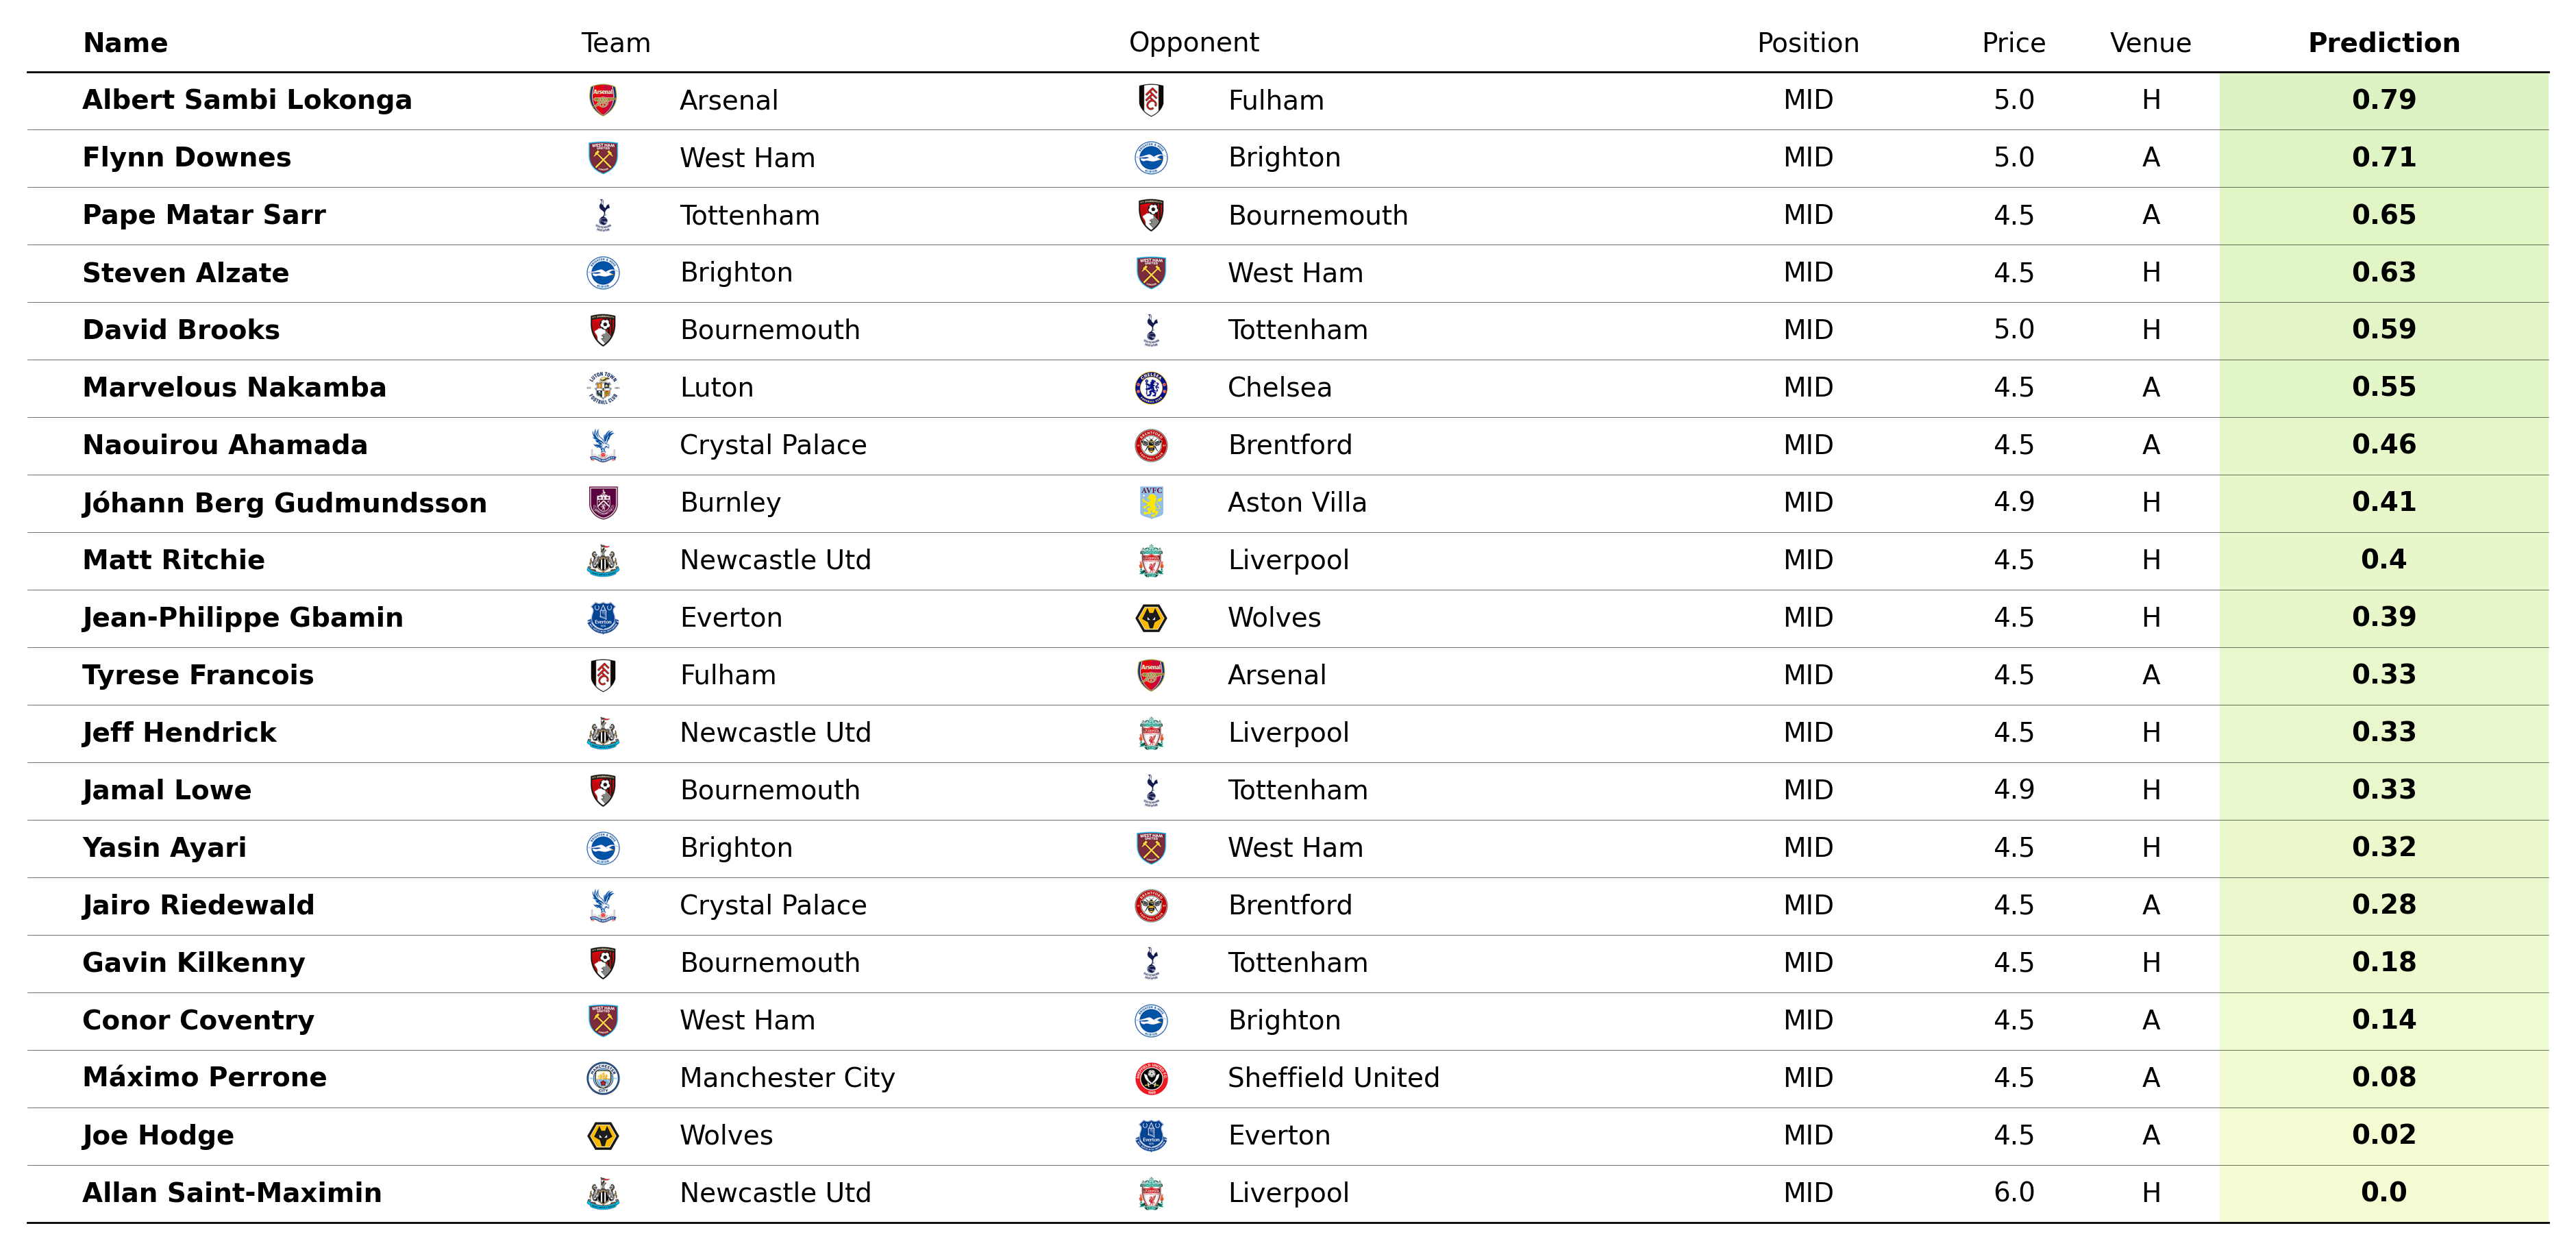 Name Team Opponent Position Price Venue Prediction
Albert Sambi Lokonga Arsenal Fulham MID 5.0 H 0.79
Flynn Downes West Ham Brighton MID 5.0 A 0.71
Pape Matar Sarr Tottenham Bournemouth MID 4.5 A 0.65
Steven Alzate Brighton West Ham MID 4.5 H 0.63
David Brooks Bournemouth Tottenham MID 5.0 H 0.59
Marvelous Nakamba Luton Chelsea MID 4.5 A 0.55
Naouirou Ahamada Crystal Palace Brentford MID 4.5 A 0.46
Jóhann Berg Gudmundsson Burnley Aston Villa MID 4.9 H 0.41
Matt Ritchie Newcastle Utd Liverpool MID 4.5 H 0.4
Jean-Philippe Gbamin Everton Wolves MID 4.5 H 0.39
Tyrese Francois Fulham Arsenal MID 4.5 A 0.33
Jeff Hendrick Newcastle Utd Liverpool MID 4.5 H 0.33
Jamal Lowe Bournemouth Tottenham MID 4.9 H 0.33
Yasin Ayari Brighton West Ham MID 4.5 H 0.32
Jairo Riedewald Crystal Palace Brentford MID 4.5 A 0.28
Gavin Kilkenny Bournemouth Tottenham MID 4.5 H 0.18
Conor Coventry West Ham Brighton MID 4.5 A 0.14
Máximo Perrone Manchester City Sheffield United MID 4.5 A 0.08
Joe Hodge Wolves Everton MID 4.5 A 0.02
Allan Saint-Maximin Newcastle Utd Liverpool MID 6.0 H 0.0